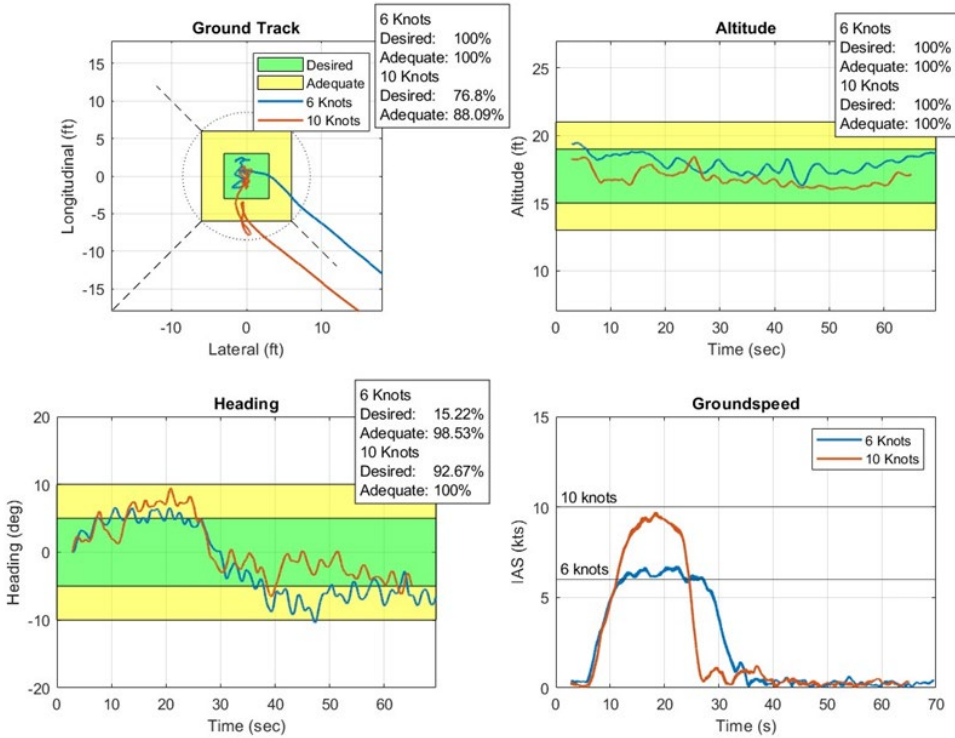 Ground Track
6 Knots
Desired: 100%
Adequate: 100%
10 Knots
Desired: 76.8%
Adequate: 88.09%
Desired
Adequate
6 Knots
10 Knots
Longitudinal (ft)
15
10
5
0
-5
-10
-15
-10 0 10
Lateral (ft)
Altitude
6 Knots
Desired: 100%
Adequate: 100%
10 Knots
Desired: 100%
Adequate: 100%
Altitude (ft)
25
20
15
10
0 10 20 30 40 50 60
Time (sec)
Heading
6 Knots
Desired: 15.22%
Adequate: 98.53%
10 Knots
Desired: 92.67%
Adequate: 100%
Heading (deg)
20
10
0
-10
-20
0 10 20 30 40 50 60
Time (sec)
Groundspeed
6 Knots
10 Knots
10 knots
6 knots
IAS (kts)
15
10
5
0
0 10 20 30 40 50 60 70
Time (s)